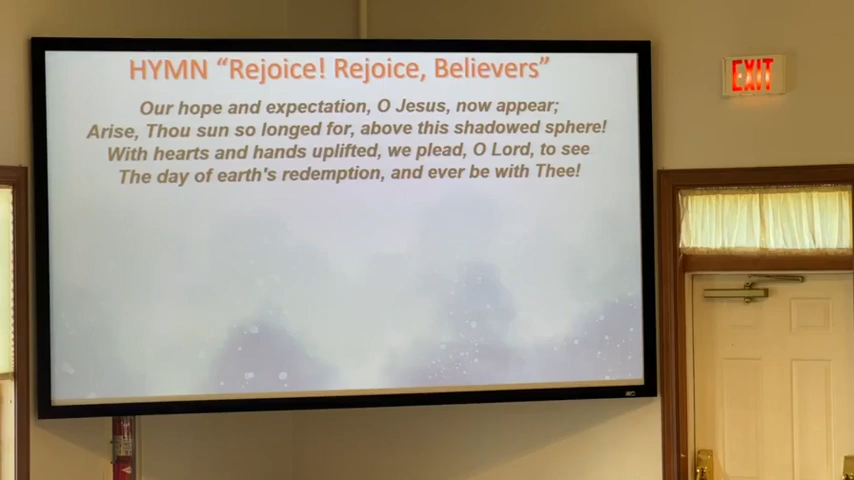 HYMN “Rejoice! Rejoice, Believers”
Our hope and expectation, O Jesus, now appear;
Arise, Thou sun so longed for, above this shadowed sphere!
With hearts and hands uplifted, we plead, O Lord, to see
The day of earth's redemption, and ever be with Thee!
EXIT